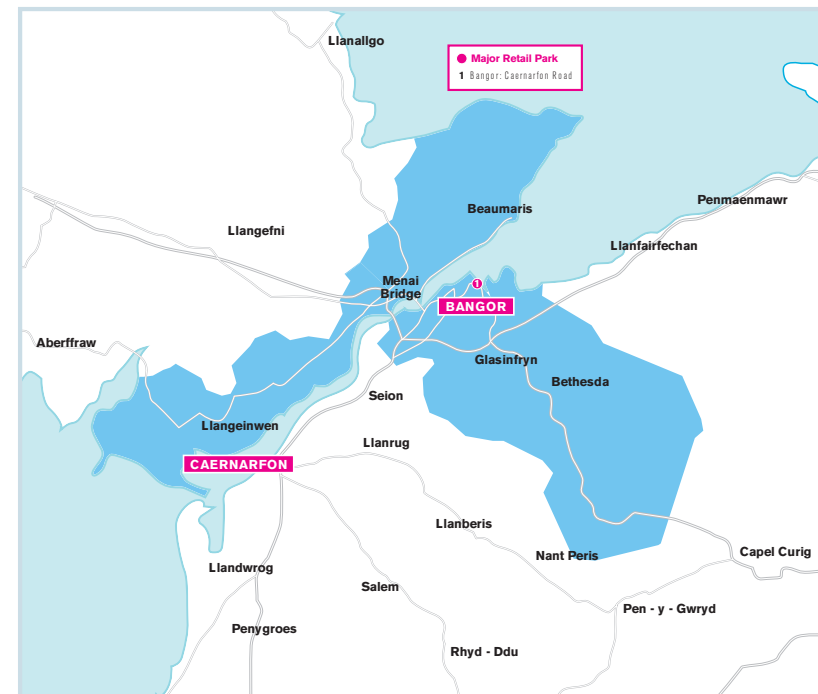 Llanallgo
Major Retail Park
1 Bangor: Caernarfon Road
Penmaenmawr
Beaumaris
Llangefni
Llanfairfechan
Menai
Bridge
1
BANGOR
Aberffraw
Glasinfryn
Bethesda
Seion
Llangeinwen
Llanrug
CAERNARFON
Llanberis
Nant Peris
Capel Curig
Llandwrog
Salem
Pen - y - Gwryd
Penygroes
Rhyd - Ddu